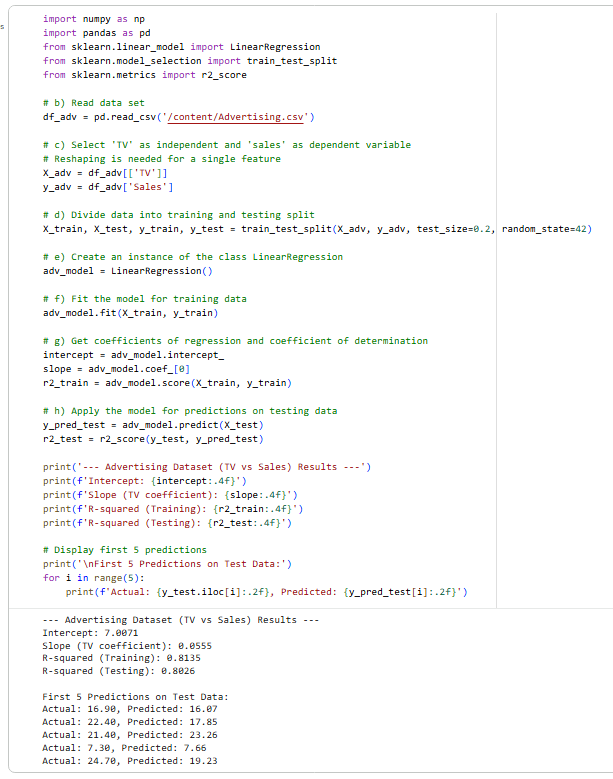 s
import numpy as np
import pandas as pd
from sklearn.linear_model import LinearRegression
from sklearn.model_selection import train_test_split
from sklearn.metrics import r2_score
# b) Read data set
df_adv = pd.read_csv('/content/Advertising.csv')
# c) Select 'TV' as independent and 'sales' as dependent variable
# Reshaping is needed for a single feature
X_adv = df_adv[['TV']]
y_adv = df_adv['Sales']
# d) Divide data into training and testing split
X_train, X_test, y_train, y_test = train_test_split(X_adv, y_adv, test_size=0.2, random_state=42)
# e) Create an instance of the class LinearRegression
adv_model = LinearRegression()
# f) Fit the model for training data
adv_model.fit(X_train, y_train)
# g) Get coefficients of regression and coefficient of determination
intercept = adv_model.intercept_
slope = adv_model.coef_[0]
r2_train = adv_model.score(X_train, y_train)
# h) Apply the model for predictions on testing data
y_pred_test = adv_model.predict(X_test)
r2_test = r2_score(y_test, y_pred_test)
print('--- Advertising Dataset (TV vs Sales) Results ---')
print(f'Intercept: {intercept:.4f}')
print(f'Slope (TV coefficient): {slope:.4f}')
print(f'R-squared (Training): {r2_train:.4f}')
print(f'R-squared (Testing): {r2_test:.4f}')
# Display first 5 predictions
print('\nFirst 5 Predictions on Test Data:')
for i in range(5):
    print(f'Actual: {y_test.iloc[i]:.2f}, Predicted: {y_pred_test[i]:.2f}')
--- Advertising Dataset (TV vs Sales) Results ---
Intercept: 7.0071
Slope (TV coefficient): 0.0555
R-squared (Training): 0.8135
R-squared (Testing): 0.8026
First 5 Predictions on Test Data:
Actual: 16.90, Predicted: 16.07
Actual: 22.40, Predicted: 17.85
Actual: 21.40, Predicted: 23.26
Actual: 7.30, Predicted: 7.66
Actual: 24.70, Predicted: 19.23